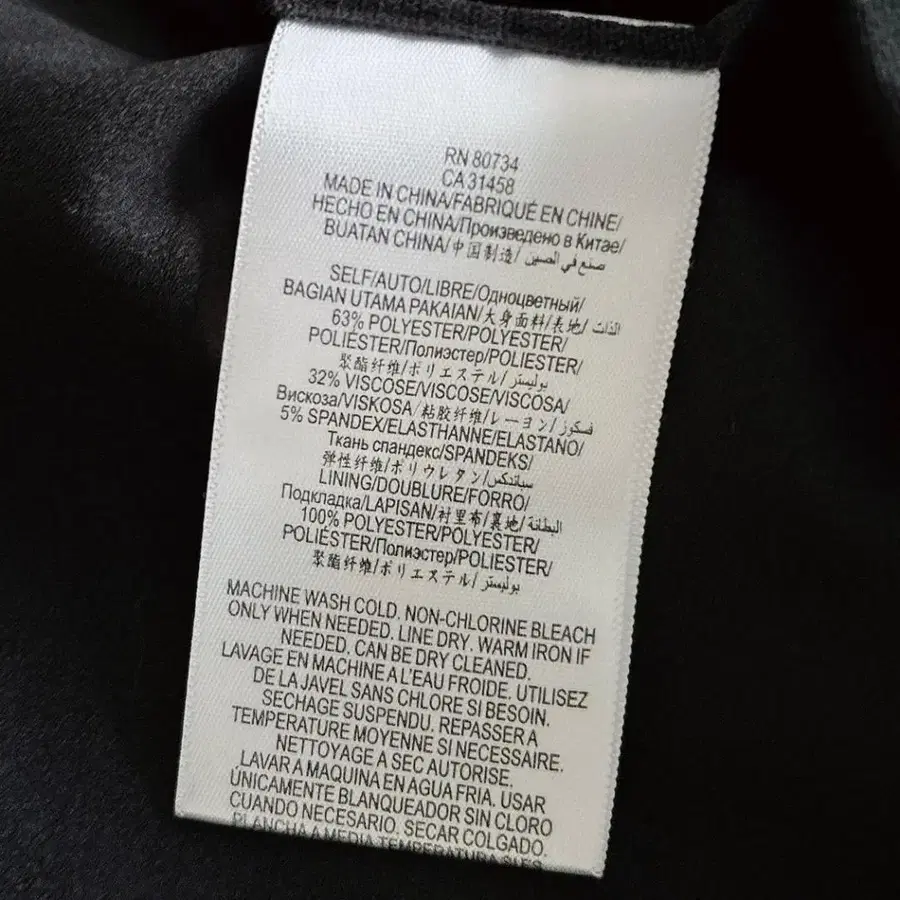 RN 80734
CA 31458
MADE IN CHINA/FABRIQUÉ EN CHINE/
HECHO EN CHINA/Произведено в Китае/
BUATAN CHINA/中国制造/ صنع في الصين
SELF/AUTO/LIBRE/Одноцветный/
BAGIAN UTAMA PAKAIAN/大身面料/表地/ الذات
63% POLYESTER/POLYESTER/
POLIÉSTER/Полиэстер/POLIESTER/
聚酯纤维/ポリエステル/بوليستر
32% VISCOSE/VISCOSE/VISCOSA/
Вискоза/VISKOSA/粘胶纤维/レーヨン/فسكوز
5% SPANDEX/ELASTHANNE/ELASTANO/
Ткань спандекс/SPANDEKS/
弹性纤维/ポリウレタン/سباندكس
LINING/DOUBLURE/FORRO/
Подкладка/LAPISAN/衬里布/裏地/البطانة
100% POLYESTER/POLYESTER/
POLIÉSTER/Полиэстер/POLIESTER/
聚酯纤维/ポリエステル/بوليستر
MACHINE WASH COLD. NON-CHLORINE BLEACH
ONLY WHEN NEEDED. LINE DRY. WARM IRON IF
NEEDED. CAN BE DRY CLEANED.
LAVAGE EN MACHINE A L'EAU FROIDE. UTILISEZ
DE LA JAVEL SANS CHLORE SI BESOIN.
SECHAGE SUSPENDU. REPASSER A
TEMPERATURE MOYENNE SI NECESSAIRE.
NETTOYAGE A SEC AUTORISE.
LAVAR A MAQUINA EN AGUA FRIA. USAR
ÚNICAMENTE BLANQUEADOR SIN CLORO
CUANDO NECESARIO. SECAR COLGADO.
PLANCHA A MEDIA TEMPERATURA SI ES